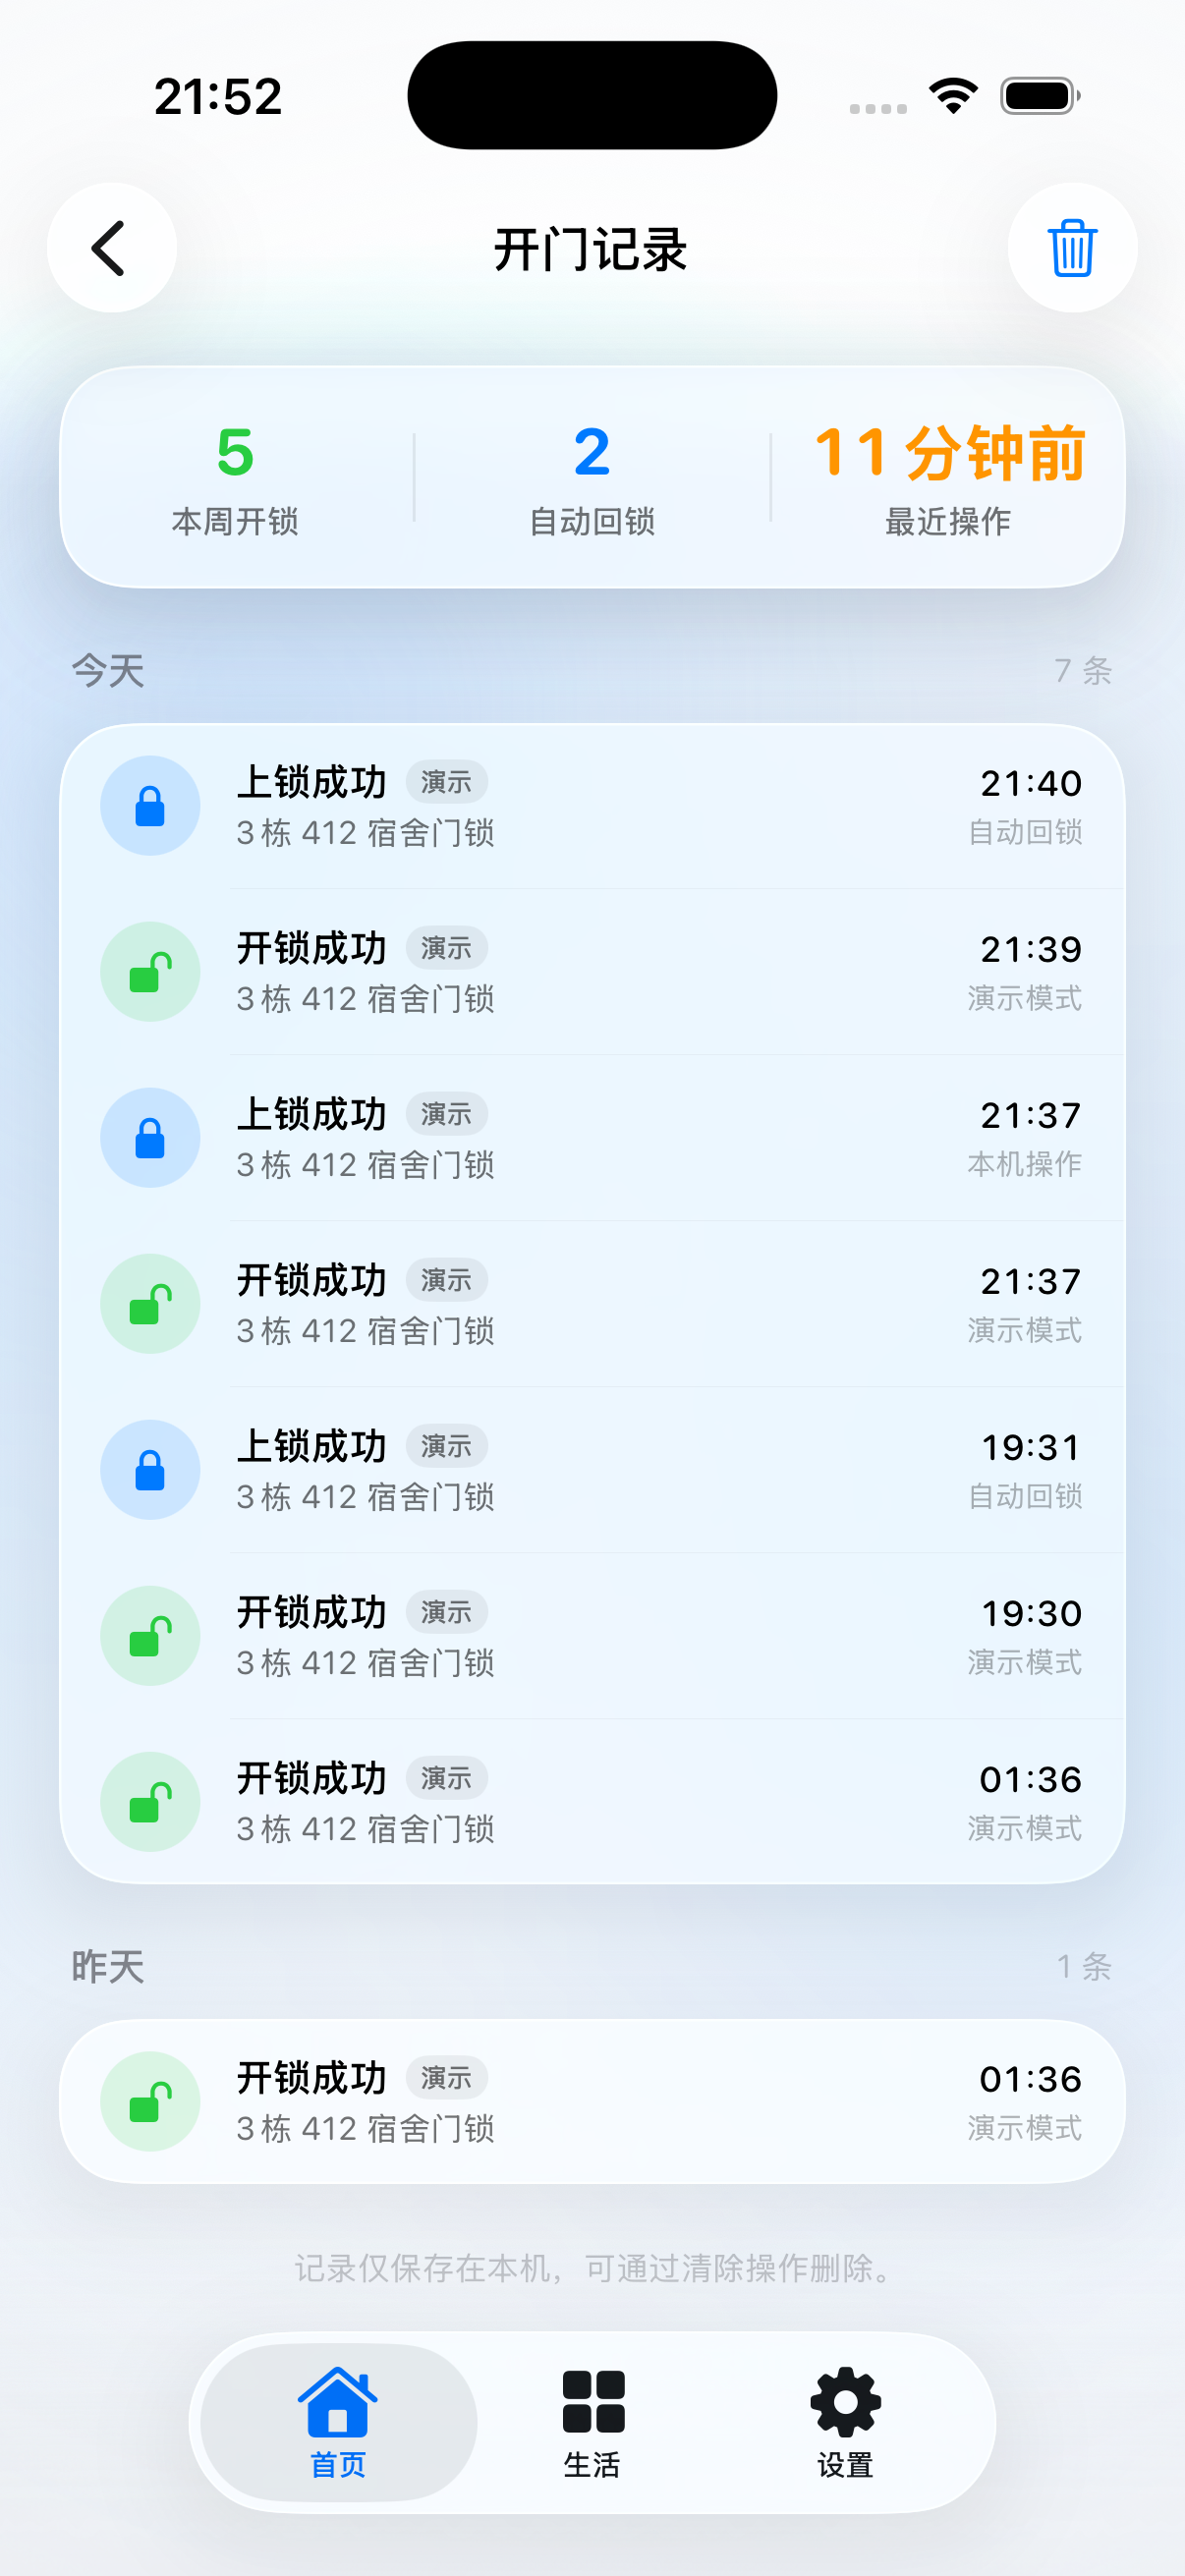 21:52
开门记录
5
本周开锁
2
自动回锁
11 分钟前
最近操作
今天
7 条
上锁成功 演示
21:40
3 栋 412 宿舍门锁
自动回锁
开锁成功 演示
21:39
3 栋 412 宿舍门锁
演示模式
上锁成功 演示
21:37
3 栋 412 宿舍门锁
本机操作
开锁成功 演示
21:37
3 栋 412 宿舍门锁
演示模式
上锁成功 演示
19:31
3 栋 412 宿舍门锁
自动回锁
开锁成功 演示
19:30
3 栋 412 宿舍门锁
演示模式
开锁成功 演示
01:36
3 栋 412 宿舍门锁
演示模式
昨天
1 条
开锁成功 演示
01:36
3 栋 412 宿舍门锁
演示模式
记录仅保存在本机，可通过清除操作删除。
首页
生活
设置